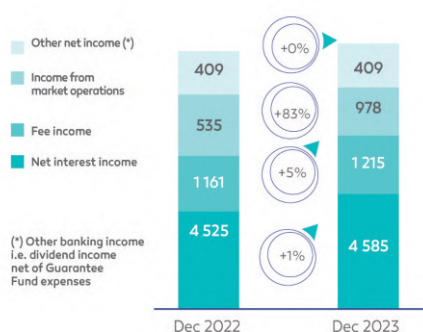 Other net income (*)
Income from
market operations
Fee income
Net interest income
(*) Other banking income
i.e. dividend income
net of Guarantee
Fund expenses
409
535
1 161
4 525
+0%
+83%
+5%
+1%
409
978
1 215
4 585
Dec 2022
Dec 2023